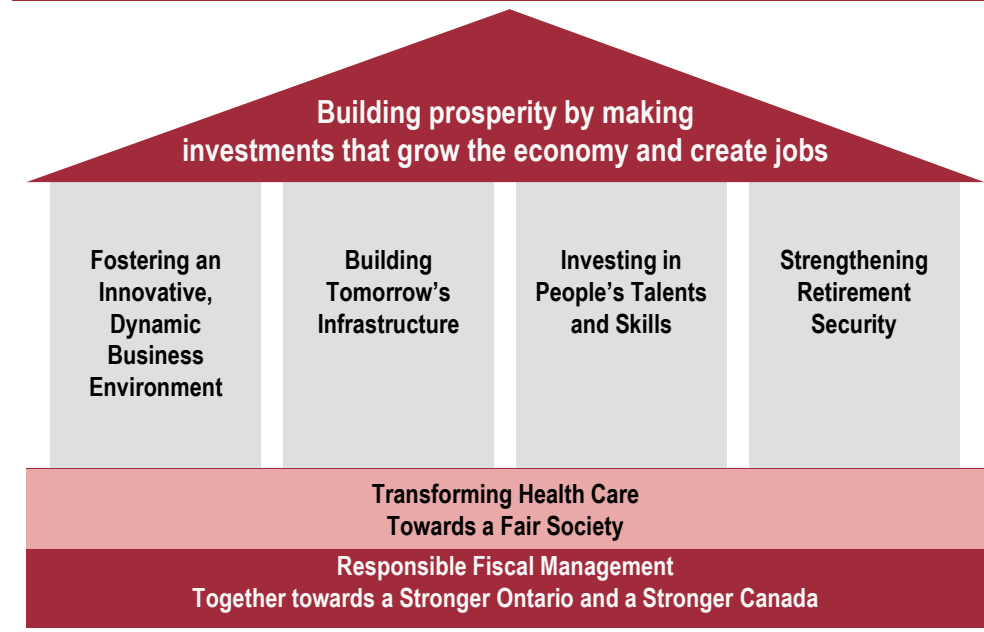 Building prosperity by making
investments that grow the economy and create jobs
Fostering an
Innovative,
Dynamic
Business
Environment
Building
Tomorrow’s
Infrastructure
Investing in
People’s Talents
and Skills
Strengthening
Retirement
Security
Transforming Health Care
Towards a Fair Society
Responsible Fiscal Management
Together towards a Stronger Ontario and a Stronger Canada